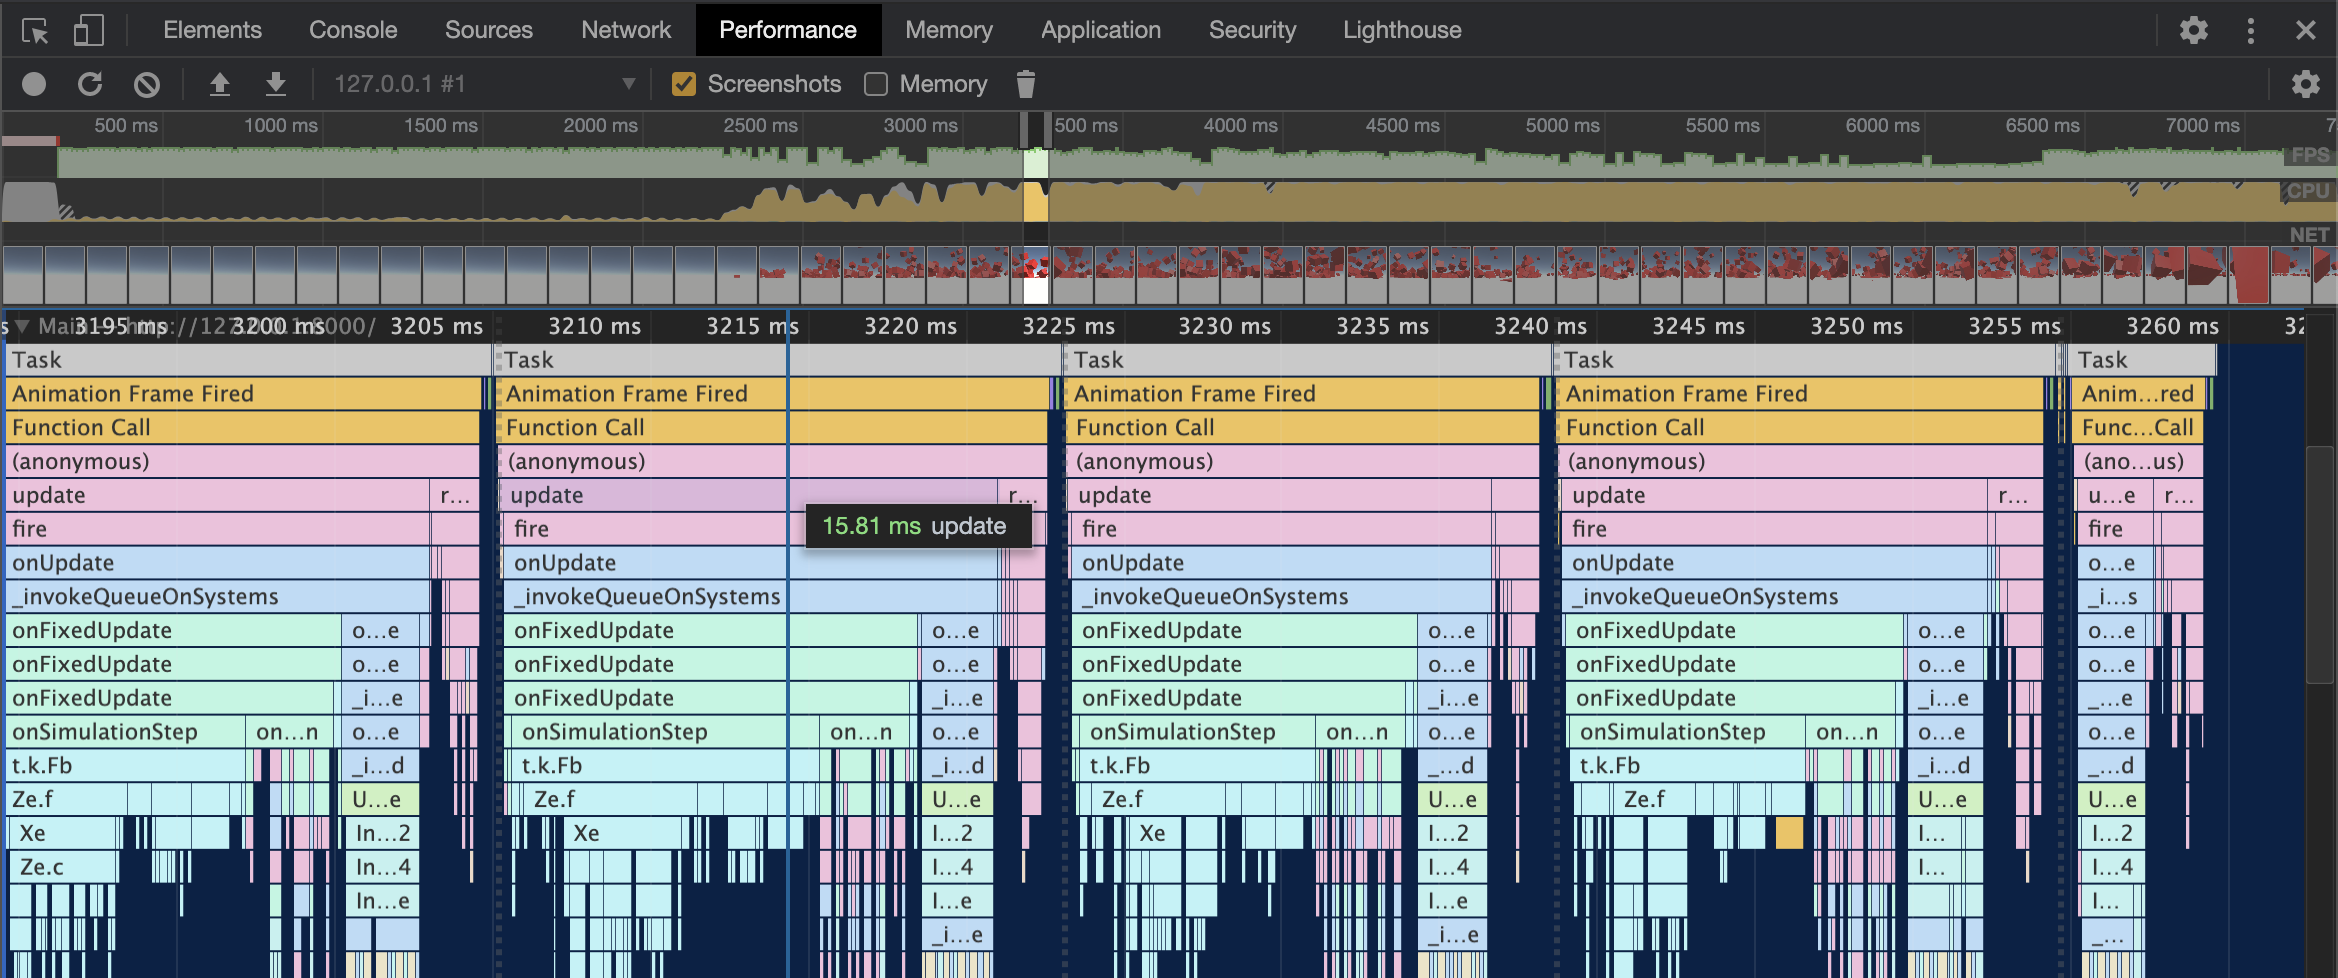 Elements Console Sources Network Performance Memory Application Security Lighthouse
127.0.0.1 #1 Screenshots Memory
500 ms 1000 ms 1500 ms 2000 ms 2500 ms 3000 ms 500 ms 4000 ms 4500 ms 5000 ms 5500 ms 6000 ms 6500 ms 7000 ms 7
FPS
CPU
NET
s Main — http://127.0.0.1:8000/ 3195 ms 3200 ms 3205 ms 3210 ms 3215 ms 3220 ms 3225 ms 3230 ms 3235 ms 3240 ms 3245 ms 3250 ms 3255 ms 3260 ms 32
Task Task Task Task Task
Animation Frame Fired Animation Frame Fired Animation Frame Fired Animation Frame Fired Anim…red
Function Call Function Call Function Call Function Call Func…Call
(anonymous) (anonymous) (anonymous) (anonymous) (ano…us)
update r… update r… update update r… u…e r…
fire fire 15.81 ms update fire fire fire
onUpdate onUpdate onUpdate onUpdate o…e
_invokeQueueOnSystems _invokeQueueOnSystems _invokeQueueOnSystems _invokeQueueOnSystems _i…s
onFixedUpdate o…e onFixedUpdate o…e onFixedUpdate o…e onFixedUpdate o…e o…e
onFixedUpdate o…e onFixedUpdate o…e onFixedUpdate o…e onFixedUpdate o…e o…e
onFixedUpdate _i…e onFixedUpdate _i…e onFixedUpdate _i…e onFixedUpdate _i…e _…e
onSimulationStep on…n o…e onSimulationStep on…n o…e onSimulationStep on…n o…e onSimulationStep on…n o…e o…e
t.k.Fb _i…d t.k.Fb _i…d t.k.Fb _…d t.k.Fb _i…d _…d
Ze.f U…e Ze.f U…e Ze.f U…e Ze.f U…e U…e
Xe In…2 Xe I…2 Xe I…2 I… I…2
Ze.c In…4 I…4 I…4 I… I…4
In…e I…e I…e I…
_i…e _i…e _…